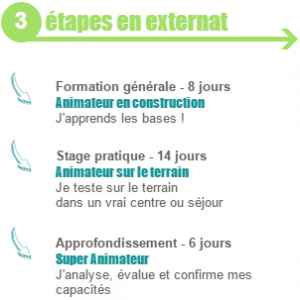 3 étapes en externat
Formation générale - 8 jours
Animateur en construction
J'apprends les bases !
Stage pratique - 14 jours
Animateur sur le terrain
Je teste sur le terrain
dans un vrai centre ou séjour
Approfondissement - 6 jours
Super Animateur
J'analyse, évalue et confirme mes
capacités